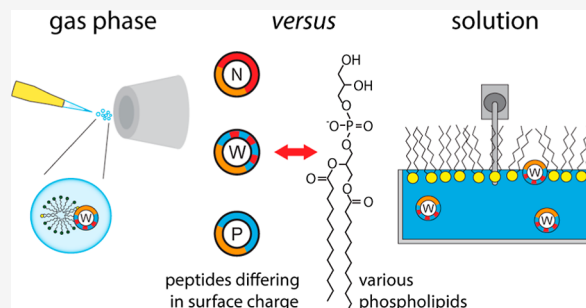 gas phase
versus
solution
N
W
P
W
W
W
W
OH
OH
O
-O-P=O
O
O
O
O
O
peptides differing
in surface charge
various
phospholipids